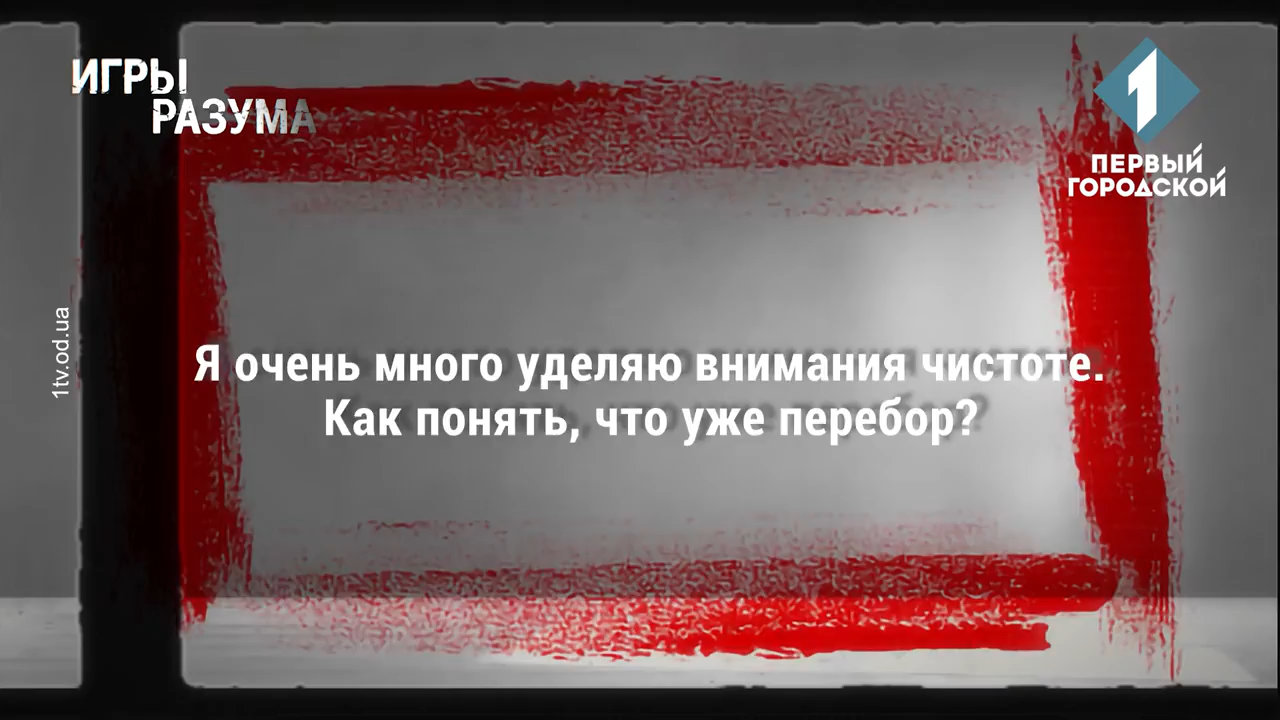 ИГРЫ
РАЗУМА
ПЕРВЫЙ
ГОРОДСКОЙ
1tv.od.ua
Я очень много уделяю внимания чистоте.
Как понять, что уже перебор?